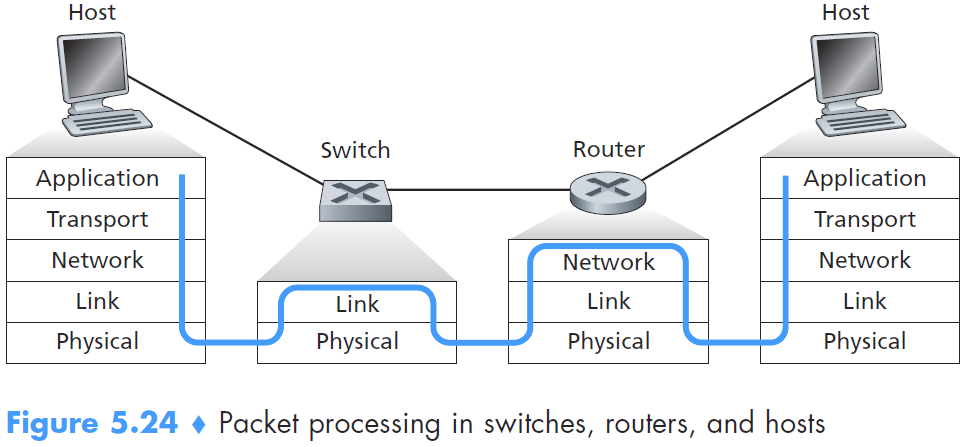 Host
Host
Switch
Router
Application
Transport
Network
Link
Physical
Link
Physical
Network
Link
Physical
Application
Transport
Network
Link
Physical
Figure 5.24 ♦ Packet processing in switches, routers, and hosts